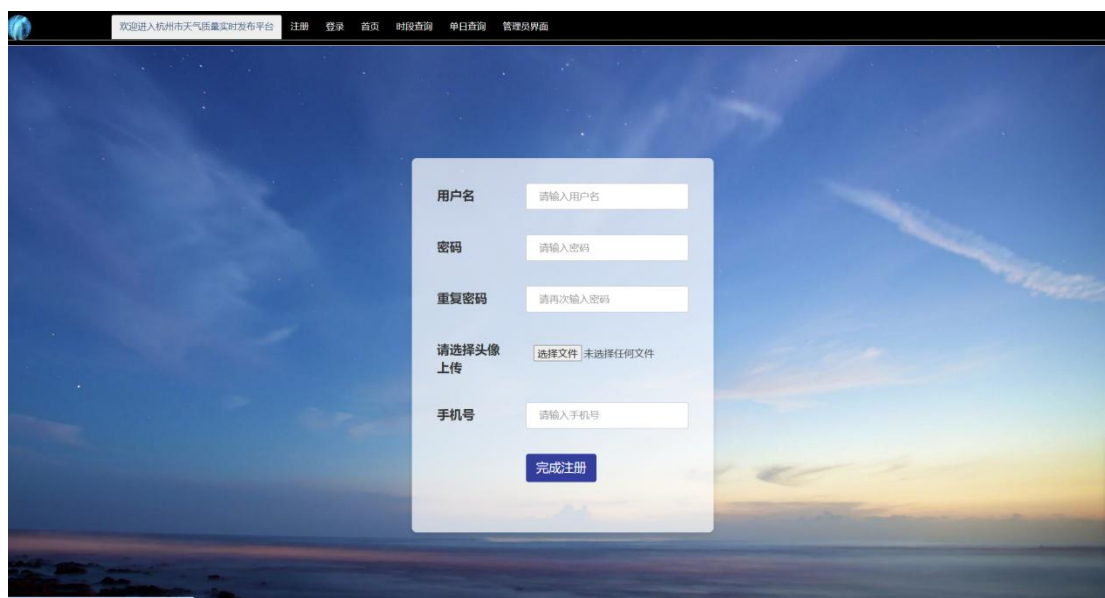 欢迎进入杭州市天气质量实时发布平台 注册 登录 首页 时段查询 单日查询 管理员界面
用户名 请输入用户名
密码 请输入密码
重复密码 请再次输入密码
请选择头像 选择文件 未选择任何文件
上传
手机号 请输入手机号
完成注册